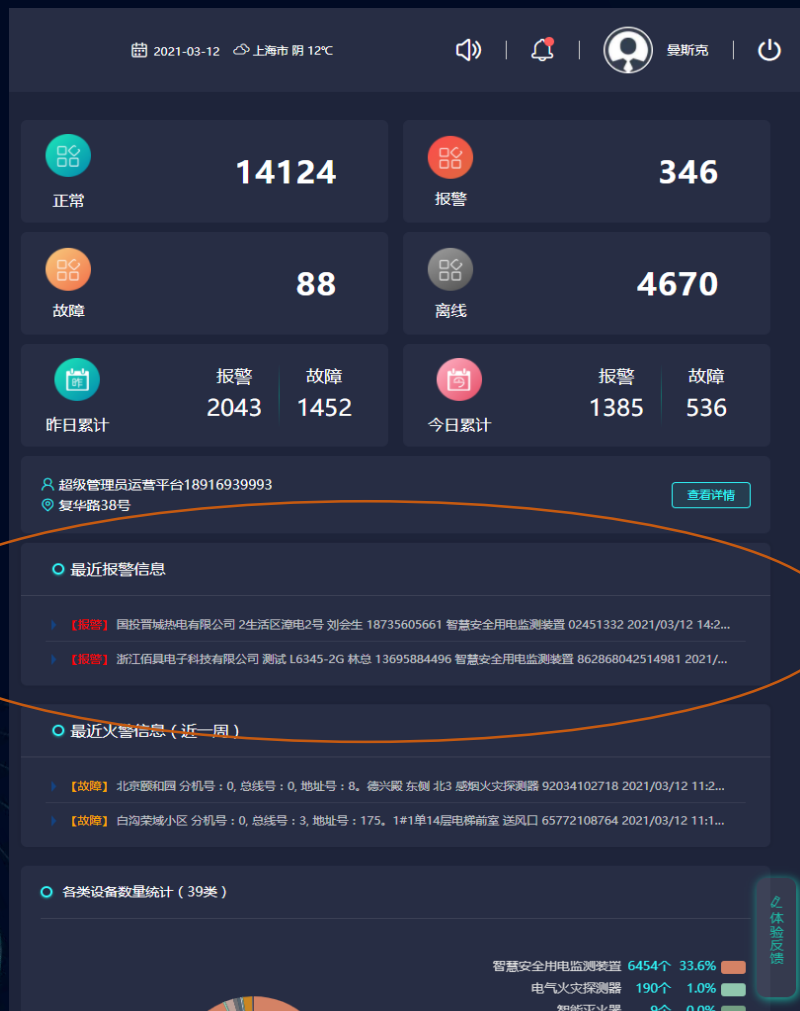 2021-03-12 上海市 阴 12℃ 曼斯克
14124 346
正常 报警
88 4670
故障 离线
报警 故障 报警 故障
昨 2043 1452 今 1385 536
昨日累计 今日累计
超级管理员运营平台18916939993
复华路38号
查看详情
最近报警信息
【报警】 国投晋城热电有限公司 2生活区漳电2号 刘会生 18735605661 智慧安全用电监测装置 02451332 2021/03/12 14:2...
【报警】 浙江佰具电子科技有限公司 测试 L6345-2G 林总 13695884496 智慧安全用电监测装置 862868042514981 2021/...
最近火警信息 ( 近一周 )
【故障】 北京颐和园 分机号：0, 总线号：0, 地址号：8。德兴殿 东侧 北3 感烟火灾探测器 92034102718 2021/03/12 11:2...
【故障】 白沟荣域小区 分机号：0, 总线号：3, 地址号：175。1#1单14层电梯前室 送风口 65772108764 2021/03/12 11:1...
各类设备数量统计 ( 39类 )
体验反馈
智慧安全用电监测装置 6454个 33.6%
电气火灾探测器 190个 1.0%
智能灭火器 9个 0.0%